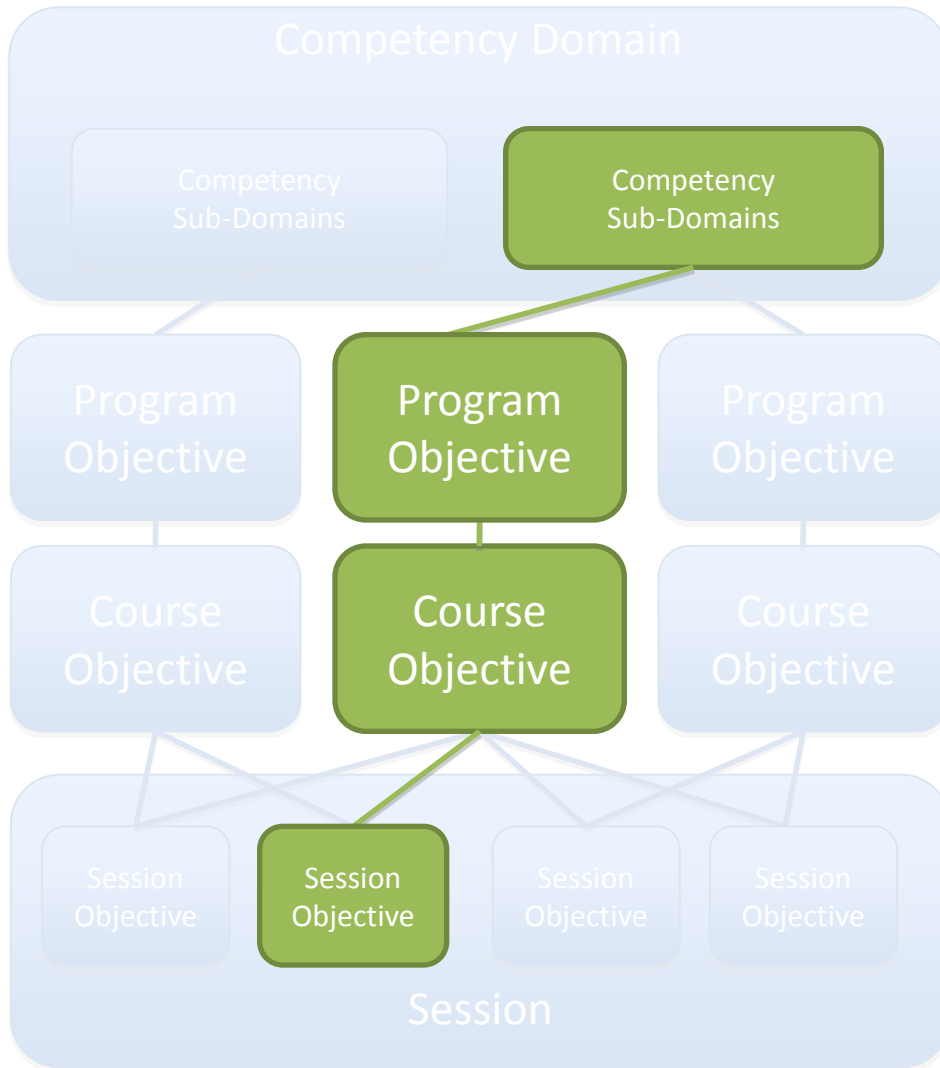 Competency Domain
Competency
Sub-Domains
Competency
Sub-Domains
Program
Objective
Program
Objective
Program
Objective
Course
Objective
Course
Objective
Course
Objective
Session
Objective
Session
Objective
Session
Objective
Session
Objective
Session